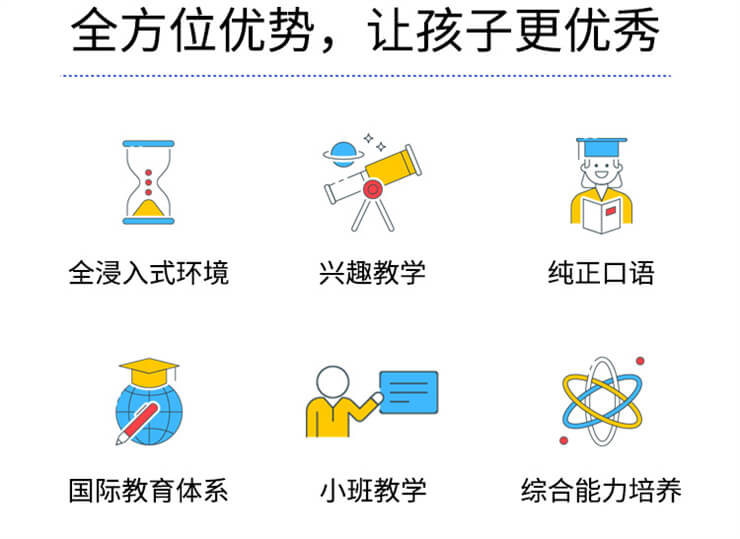 全方位优势，让孩子更优秀
全浸入式环境
兴趣教学
纯正口语
国际教育体系
小班教学
综合能力培养